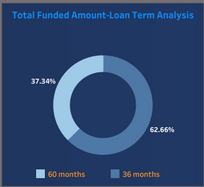 Total Funded Amount-Loan Term Analysis
37.34%
62.66%
60 months
36 months